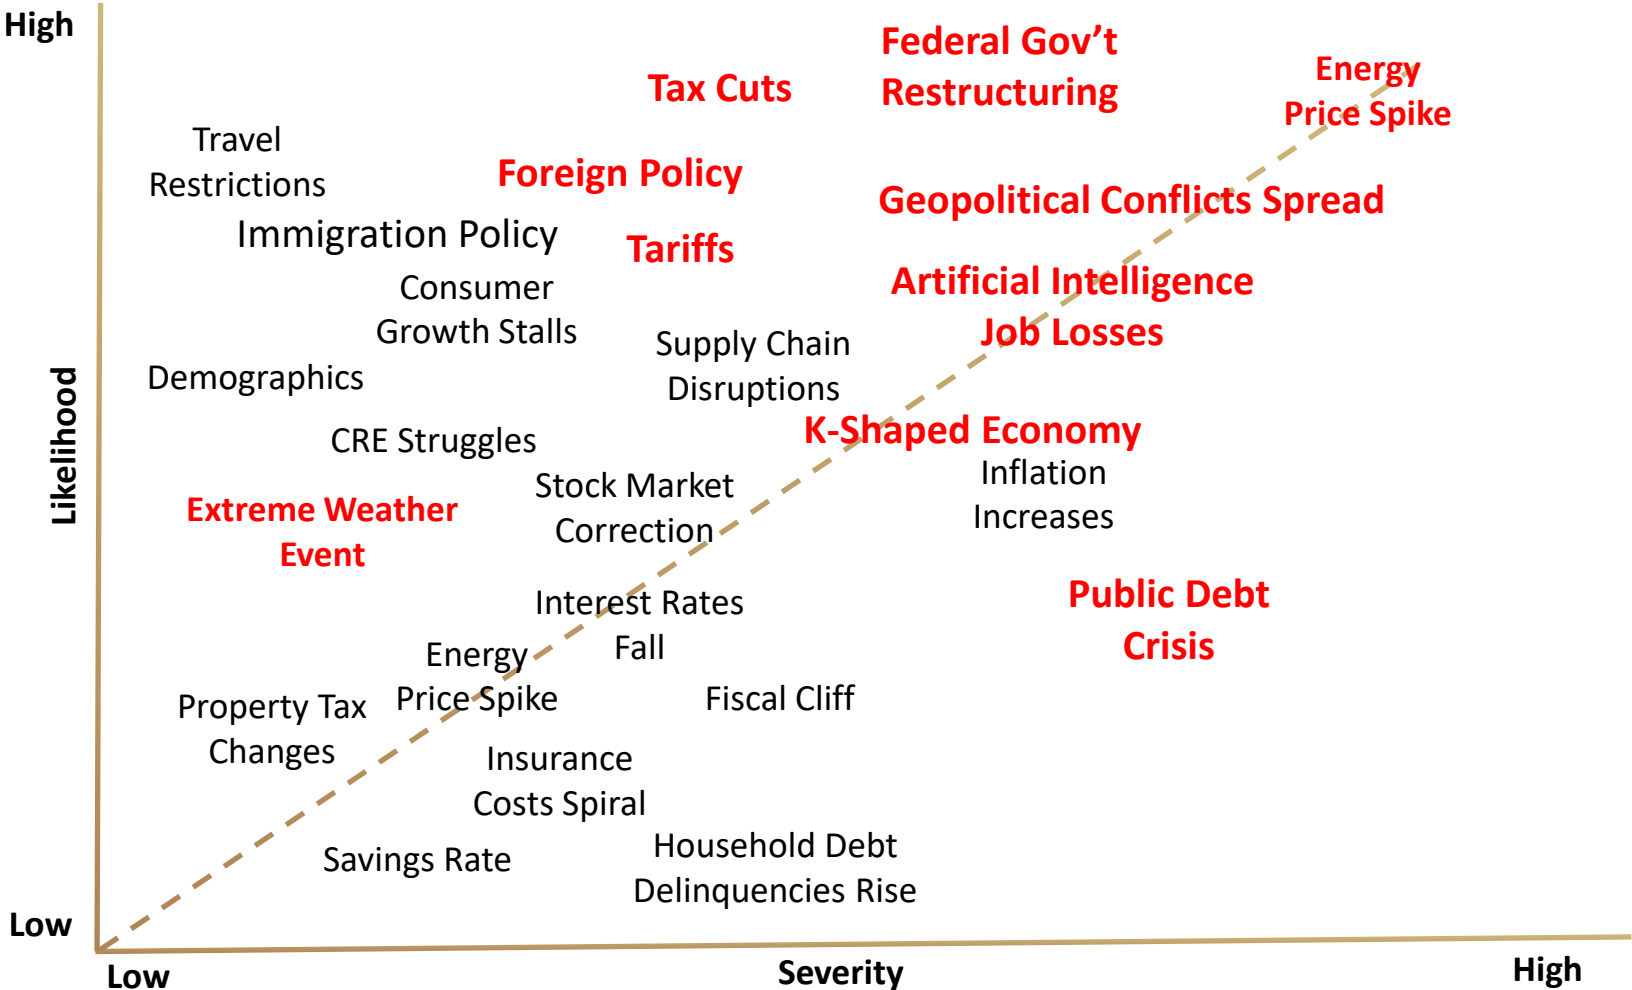 High
Federal Gov’t
Restructuring
Tax Cuts
Energy
Price Spike
Travel
Restrictions
Foreign Policy
Geopolitical Conflicts Spread
Immigration Policy
Tariffs
Consumer
Growth Stalls
Artificial Intelligence
Job Losses
Supply Chain
Disruptions
Demographics
Likelihood
CRE Struggles
K-Shaped Economy
Inflation
Increases
Stock Market
Correction
Extreme Weather
Event
Interest Rates
Fall
Public Debt
Crisis
Energy
Price Spike
Fiscal Cliff
Property Tax
Changes
Insurance
Costs Spiral
Savings Rate
Household Debt
Delinquencies Rise
Low
Low
Severity
High